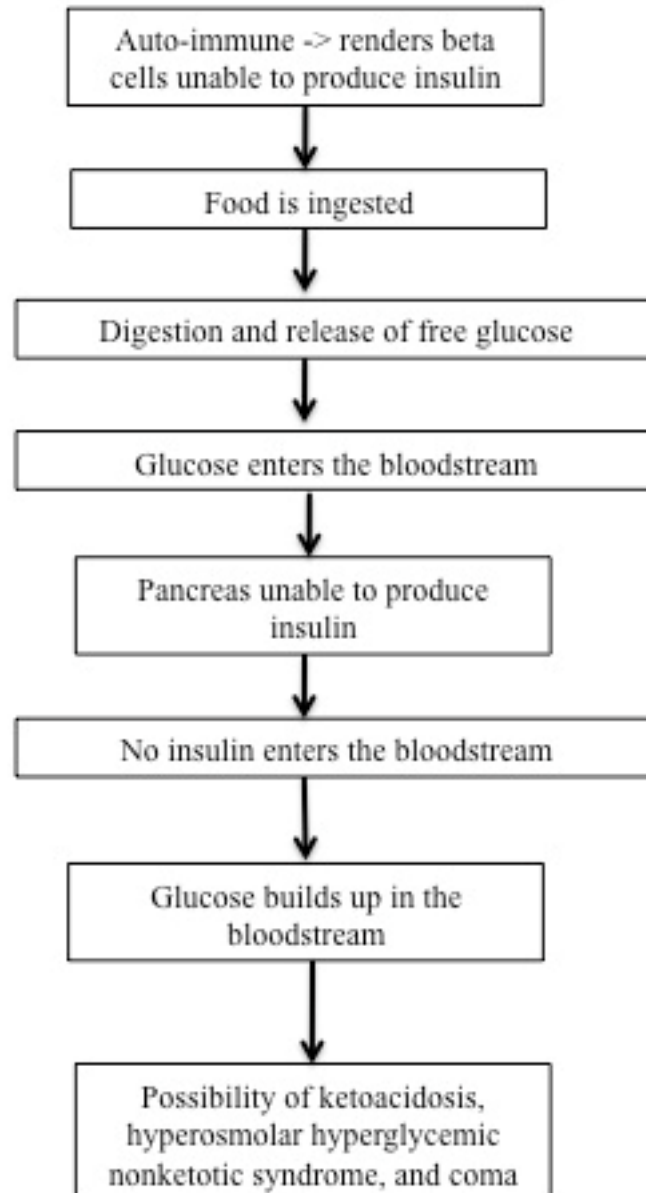 Auto-immune -> renders beta
cells unable to produce insulin
Food is ingested
Digestion and release of free glucose
Glucose enters the bloodstream
Pancreas unable to produce
insulin
No insulin enters the bloodstream
Glucose builds up in the
bloodstream
Possibility of ketoacidosis,
hyperosmolar hyperglycemic
nonketotic syndrome, and coma